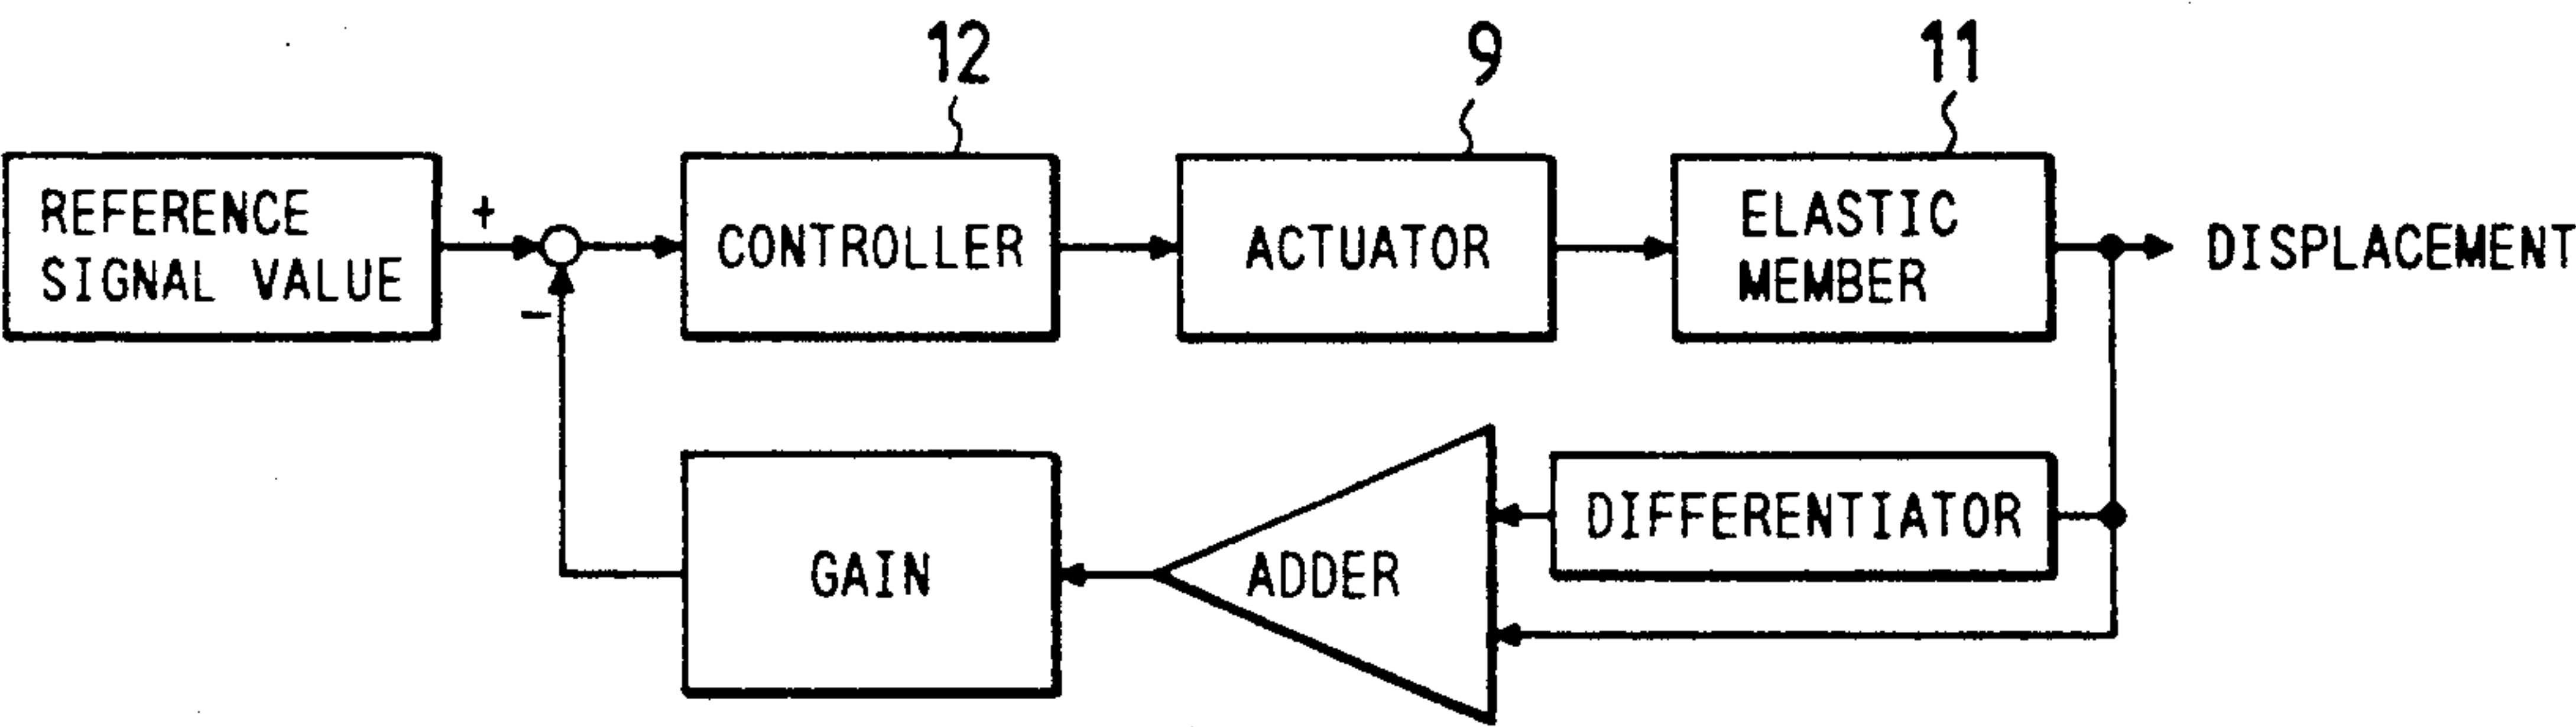 12
9
11
REFERENCE
SIGNAL VALUE
+
-
CONTROLLER
ACTUATOR
ELASTIC
MEMBER
DISPLACEMENT
GAIN
ADDER
DIFFERENTIATOR